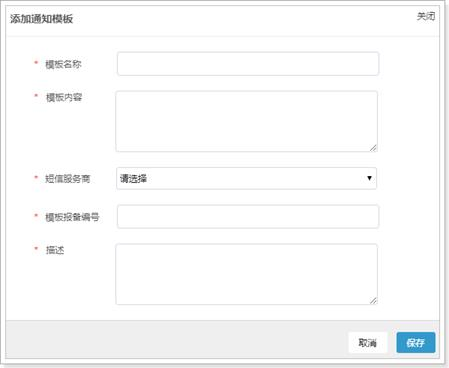 添加通知模板
关闭
* 模板名称
* 模板内容
* 短信服务商
请选择
* 模板报备编号
* 描述
取消
保存